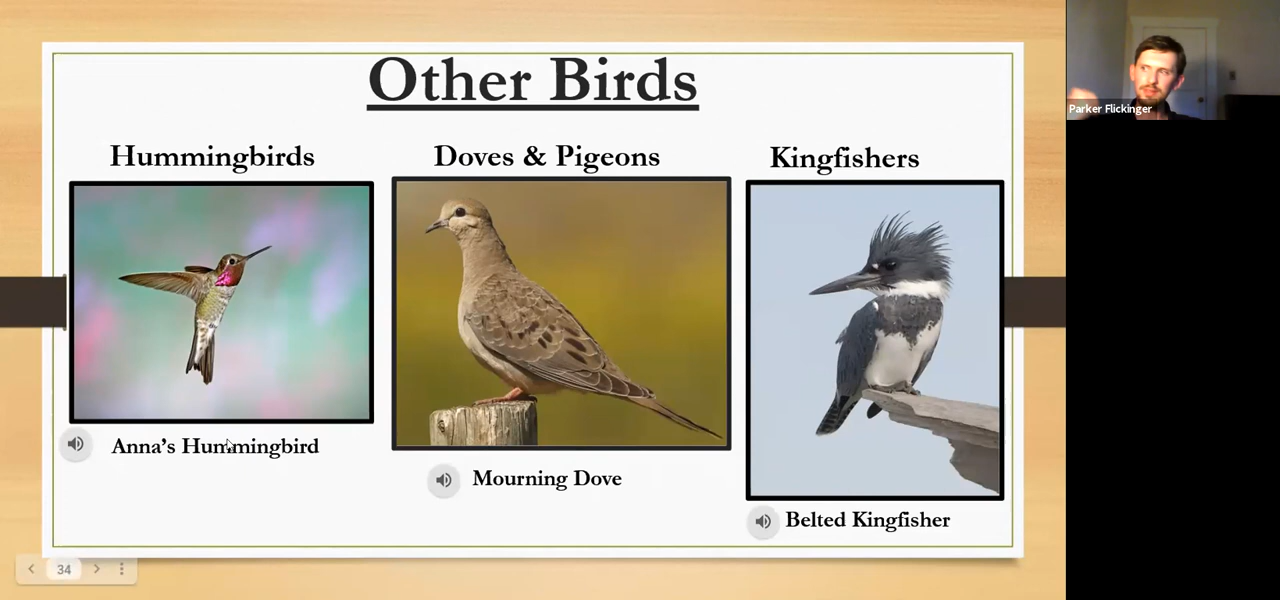 Other Birds
Hummingbirds
Doves & Pigeons
Kingfishers
Anna's Hummingbird
Mourning Dove
Belted Kingfisher
34
Parker Flickinger